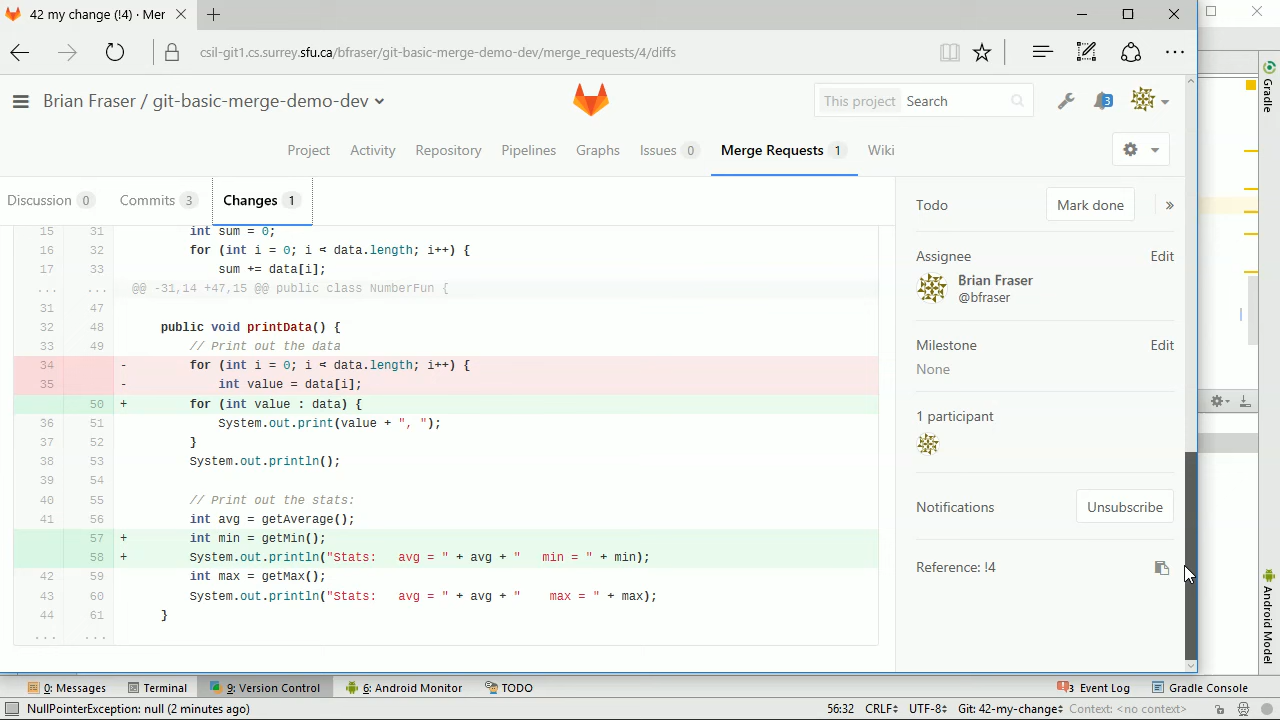 42 my change (!4) · Mer
csil-git1.cs.surrey.sfu.ca/bfraser/git-basic-merge-demo-dev/merge_requests/4/diffs
Brian Fraser / git-basic-merge-demo-dev
This project Search
3
Project Activity Repository Pipelines Graphs Issues 0 Merge Requests 1 Wiki
Discussion 0 Commits 3 Changes 1
15 31 int sum = 0;
16 32 for (int i = 0; i < data.length; i++) {
17 33 sum += data[i];
... ... @@ -31,14 +47,15 @@ public class NumberFun {
31 47
32 48 public void printData() {
33 49 // Print out the data
34 - for (int i = 0; i < data.length; i++) {
35 - int value = data[i];
50 + for (int value : data) {
36 51 System.out.print(value + ", ");
37 52 }
38 53 System.out.println();
39 54
40 55 // Print out the stats:
41 56 int avg = getAverage();
57 + int min = getMin();
58 + System.out.println("Stats:   avg = " + avg + "   min = " + min);
42 59 int max = getMax();
43 60 System.out.println("Stats:   avg = " + avg + "    max = " + max);
44 61 }
... ...
Todo Mark done »
Assignee Edit
Brian Fraser
@bfraser
Milestone Edit
None
1 participant
Notifications Unsubscribe
Reference: !4
Gradle
Android Model
0: Messages Terminal 9: Version Control 6: Android Monitor TODO 3 Event Log Gradle Console
NullPointerException: null (2 minutes ago) 56:32 CRLF UTF-8 Git: 42-my-change Context: <no context>